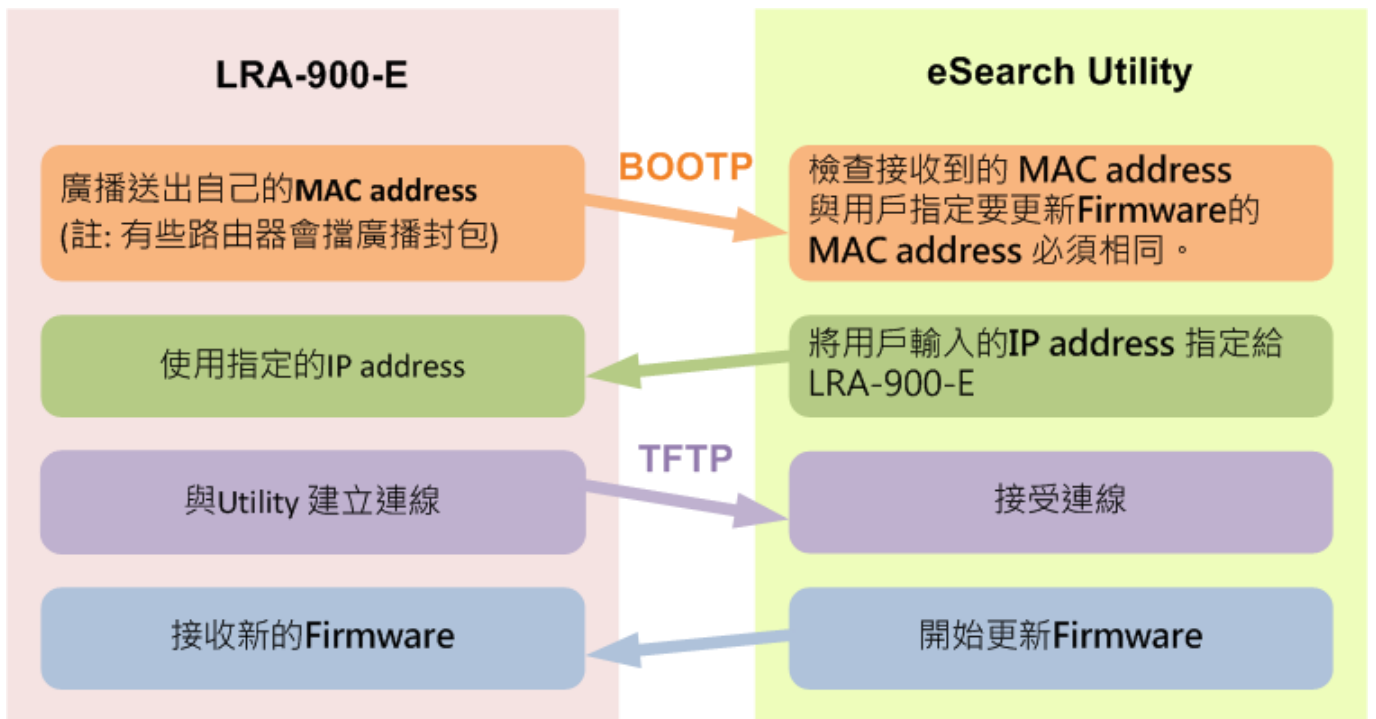 LRA-900-E
eSearch Utility
廣播送出自己的MAC address
(註: 有些路由器會擋廣播封包)
BOOTP
檢查接收到的 MAC address
與用戶指定要更新Firmware的
MAC address 必須相同。
使用指定的IP address
將用戶輸入的IP address 指定給
LRA-900-E
與Utility 建立連線
TFTP
接受連線
接收新的Firmware
開始更新Firmware